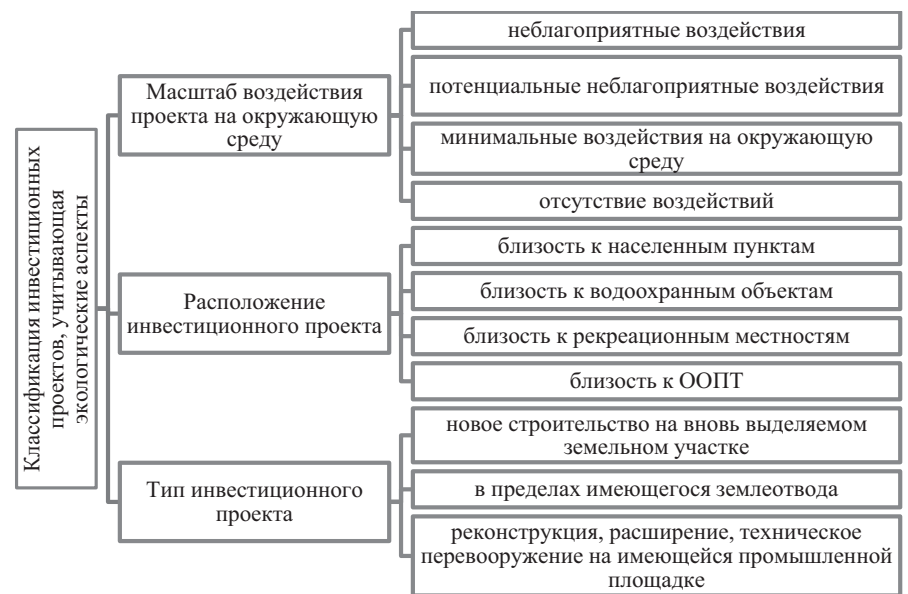 Классификация инвестиционных
проектов, учитывающая
экологические аспекты
Масштаб воздействия
проекта на окружающую
среду
неблагоприятные воздействия
потенциальные неблагоприятные воздействия
минимальные воздействия на окружающую
среду
отсутствие воздействий
Расположение
инвестиционного проекта
близость к населенным пунктам
близость к водоохранным объектам
близость к рекреационным местностям
близость к ООПТ
Тип инвестиционного
проекта
новое строительство на вновь выделяемом
земельном участке
в пределах имеющегося землеотвода
реконструкция, расширение, техническое
перевооружение на имеющейся промышленной
площадке